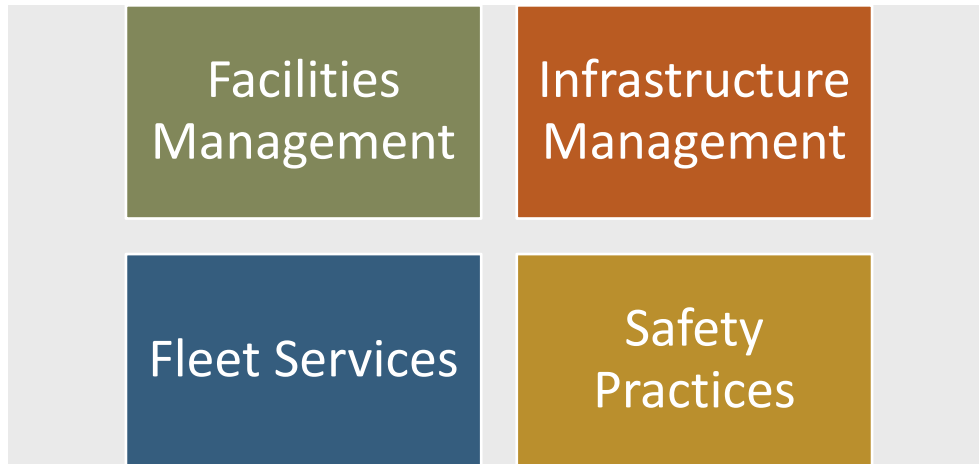 Facilities
Management
Infrastructure
Management
Fleet Services
Safety
Practices